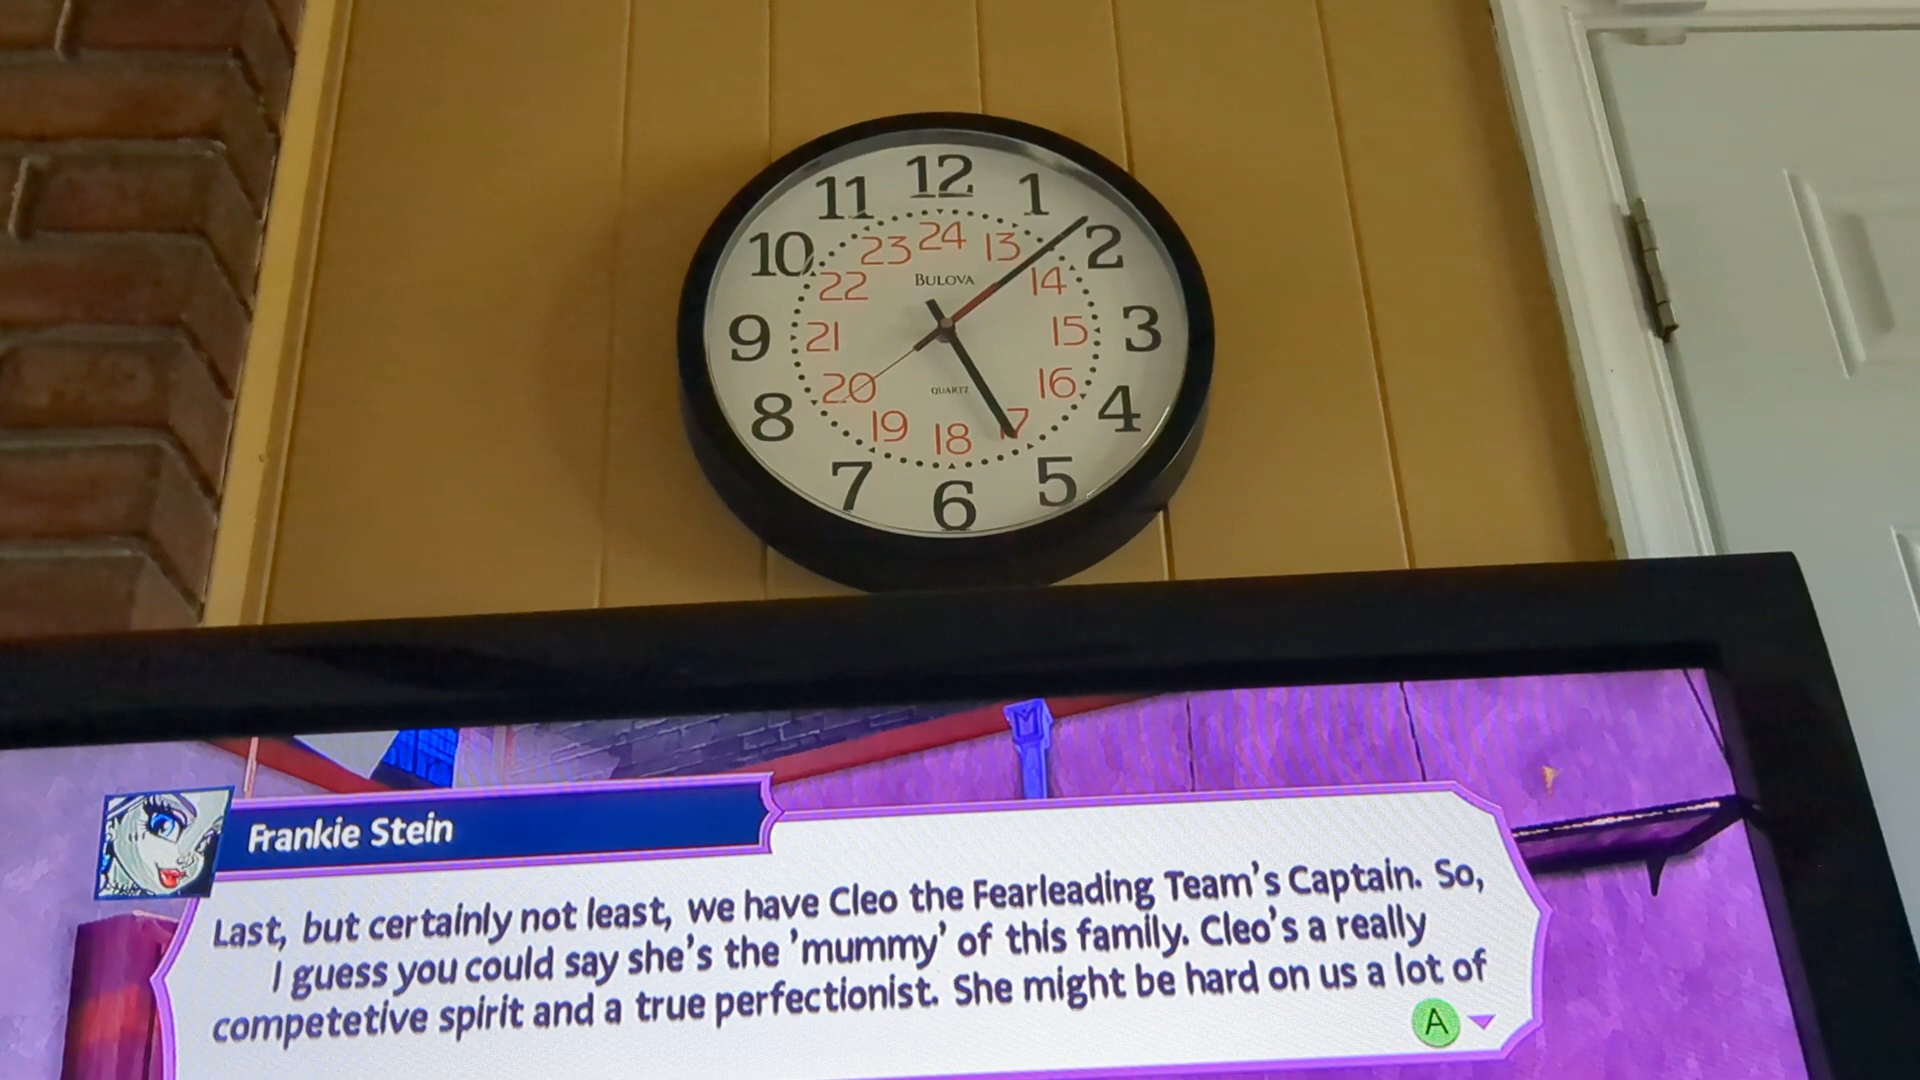 12
11 1
23 24 13
10 2
22 14
BULOVA
9 21 15 3
20 16
QUARTZ
8 4
19 18 17
7 5
6
Frankie Stein
Last, but certainly not least, we have Cleo the Fearleading Team's Captain. So,
I guess you could say she's the 'mummy' of this family. Cleo's a really
competetive spirit and a true perfectionist. She might be hard on us a lot of
A